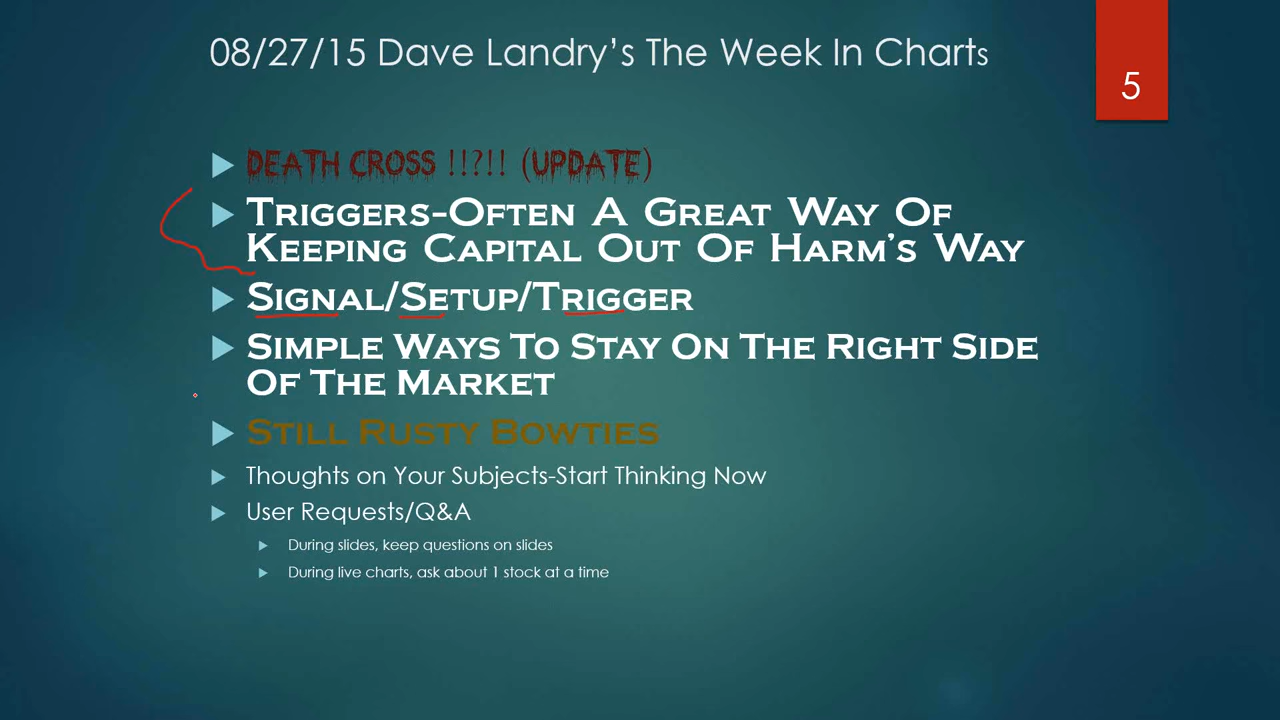 08/27/15 Dave Landry's The Week In Charts
5
DEATH CROSS !!?!! (UPDATE)
TRIGGERS-OFTEN A GREAT WAY OF
KEEPING CAPITAL OUT OF HARM'S WAY
SIGNAL/SETUP/TRIGGER
SIMPLE WAYS TO STAY ON THE RIGHT SIDE
OF THE MARKET
STILL RUSTY BOWTIES
Thoughts on Your Subjects-Start Thinking Now
User Requests/Q&A
During slides, keep questions on slides
During live charts, ask about 1 stock at a time